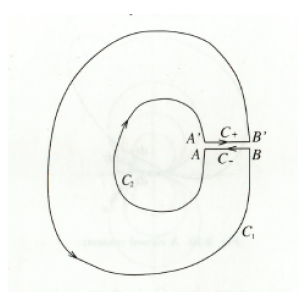 A' C+ B'
A C- B
C₂
C₁